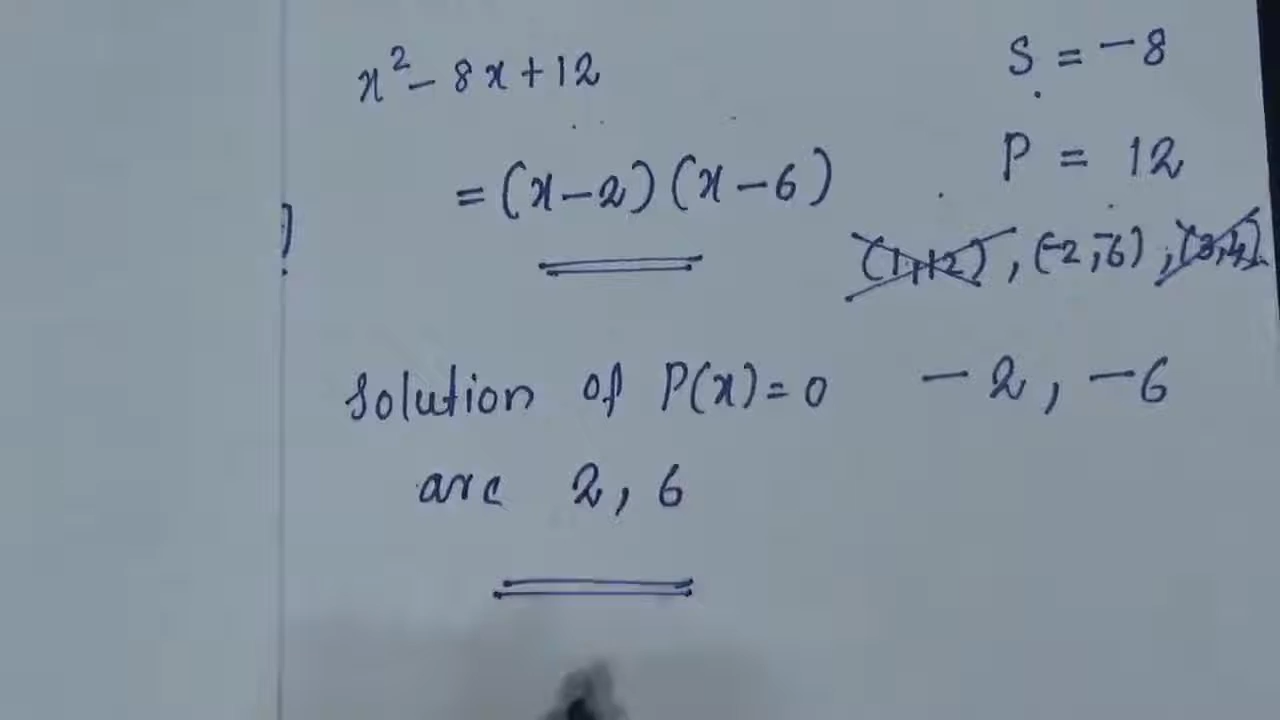 x² - 8x + 12
= (x - 2) (x - 6)
Solution of P(x) = 0
are 2, 6
S = -8
P = 12
(1, 12), (-2, -6), (3, 4)
- 2, - 6